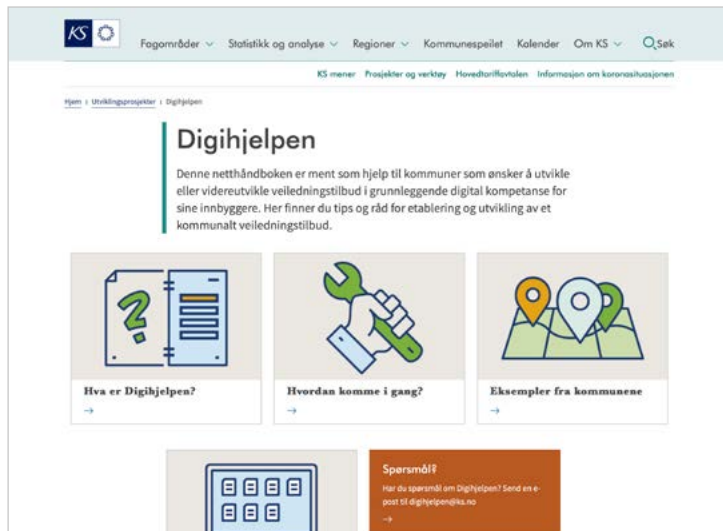 KS
Fagområder Statistikk og analyse Regioner Kommunespeilet Kalender Om KS Søk
KS mener Prosjekter og verktøy Hovedtariffavtalen Informasjon om koronasituasjonen
Hjem Utviklingsprosjekter Digihjelpen
Digihjelpen
Denne netthåndboken er ment som hjelp til kommuner som ønsker å utvikle
eller videreutvikle veiledningstilbud i grunnleggende digital kompetanse for
sine innbyggere. Her finner du tips og råd for etablering og utvikling av et
kommunalt veiledningstilbud.
Hva er Digihjelpen?
Hvordan komme i gang?
Eksempler fra kommunene
Spørsmål?
Har du spørsmål om Digihjelpen? Send en e-
post til digihjelpen@ks.no